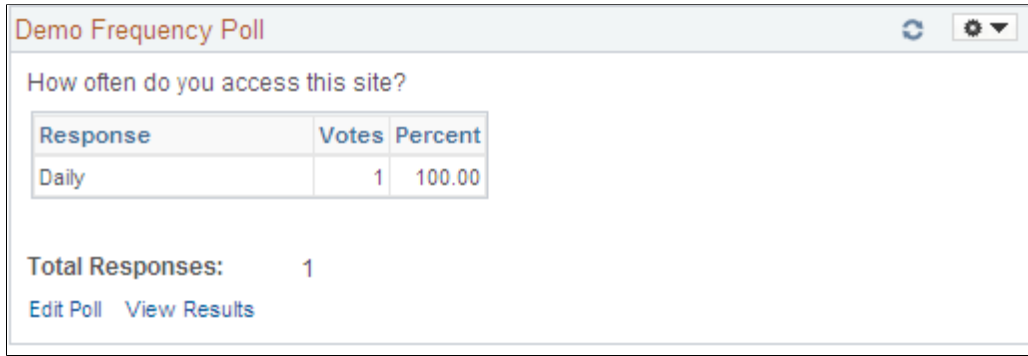 Demo Frequency Poll
How often do you access this site?
Response Votes Percent
Daily 1 100.00
Total Responses: 1
Edit Poll View Results